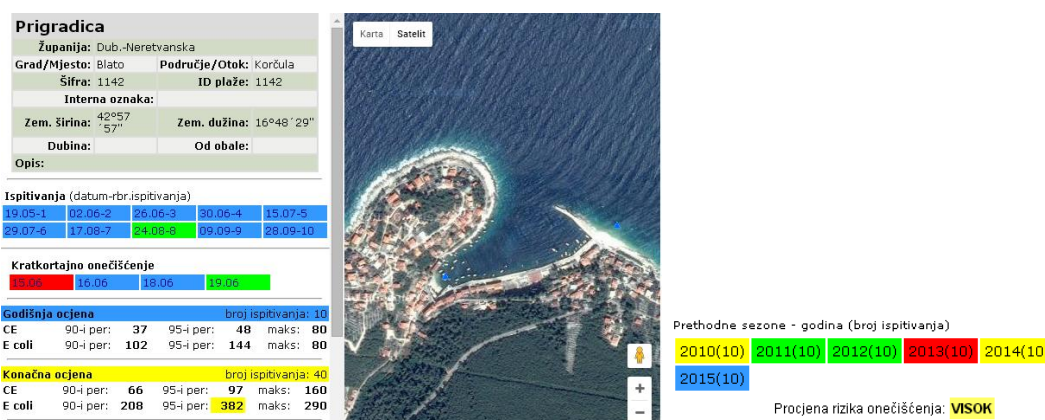 Prigradica
Županija: Dub.-Neretvanska
Grad/Mjesto: Blato Područje/Otok: Korčula
Šifra: 1142 ID plaže: 1142
Interna oznaka:
Zem. širina: 42º57´57" Zem. dužina: 16º48´29"
Dubina: Od obale:
Opis:
Ispitivanja (datum-rbr.ispitivanja)
19.05-1 02.06-2 26.06-3 30.06-4 15.07-5
29.07-6 17.08-7 24.08-8 09.09-9 28.09-10
Kratkortajno onečišćenje
15.06 16.06 18.06 19.06
Godišnja ocjena broj ispitivanja: 10
CE 90-i per: 37 95-i per: 48 maks: 80
E coli 90-i per: 102 95-i per: 144 maks: 80
Konačna ocjena broj ispitivanja: 40
CE 90-i per: 66 95-i per: 97 maks: 160
E coli 90-i per: 208 95-i per: 382 maks: 290
Karta Satelit
+
−
Prethodne sezone - godina (broj ispitivanja)
2010(10) 2011(10) 2012(10) 2013(10) 2014(10
2015(10)
Procjena rizika onečišćenja: VISOK